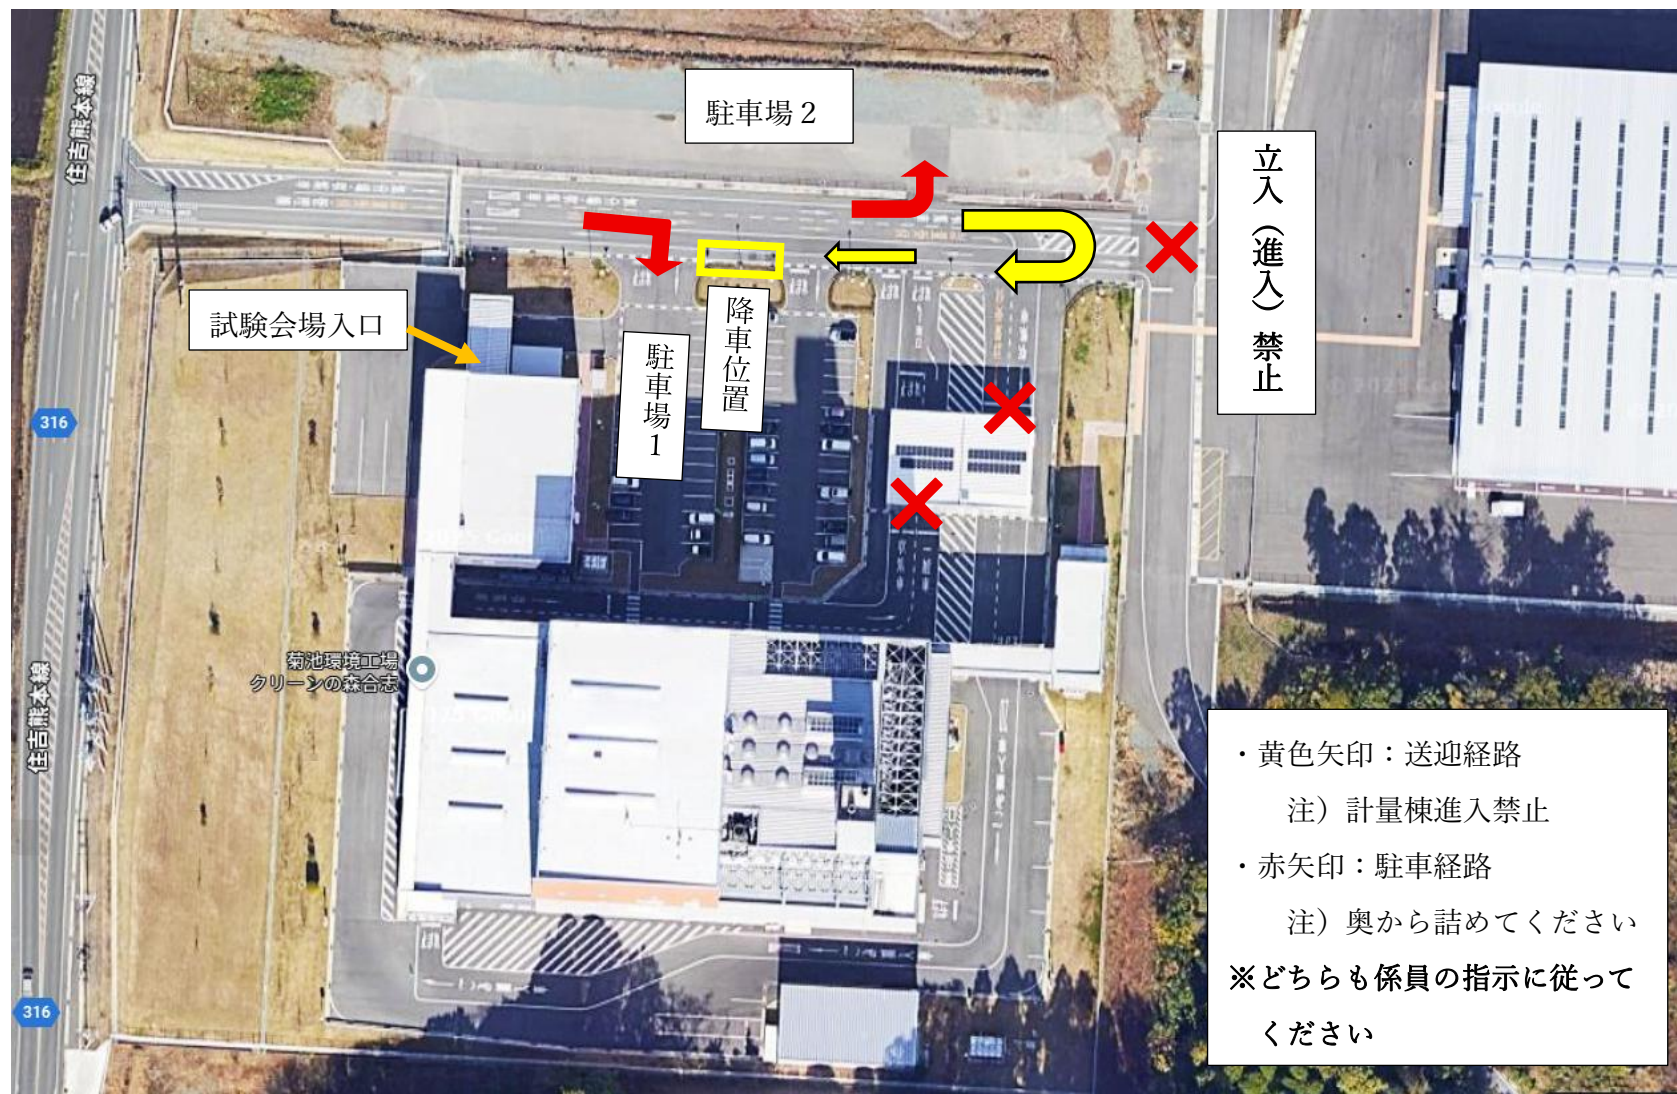 駐車場２
立入（進入）禁止
住吉熊本線
試験会場入口
降車位置
駐車場１
316
菊池環境工場
クリーンの森合志
住吉熊本線
・黄色矢印：送迎経路
注）計量棟進入禁止
・赤矢印：駐車経路
注）奥から詰めてください
※どちらも係員の指示に従って
ください
316